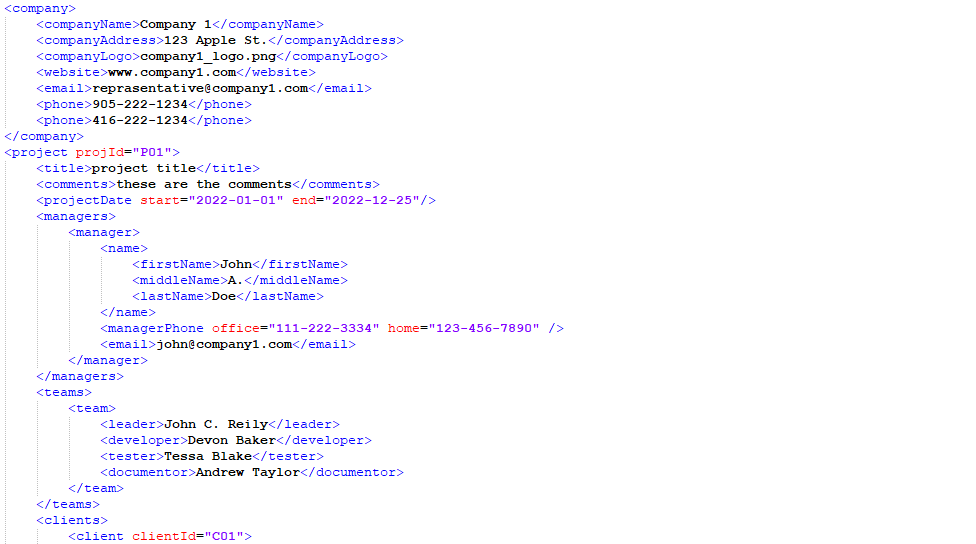 <company>
<companyName>Company 1</companyName>
<companyAddress>123 Apple St.</companyAddress>
<companyLogo>company1_logo.png</companyLogo>
<website>www.company1.com</website>
<email>reprasentative@company1.com</email>
<phone>905-222-1234</phone>
<phone>416-222-1234</phone>
</company>
<project projId="P01">
<title>project title</title>
<comments>these are the comments</comments>
<projectDate start="2022-01-01" end="2022-12-25"/>
<managers>
<manager>
<name>
<firstName>John</firstName>
<middleName>A.</middleName>
<lastName>Doe</lastName>
</name>
<managerPhone office="111-222-3334" home="123-456-7890" />
<email>john@company1.com</email>
</manager>
</managers>
<teams>
<team>
<leader>John C. Reily</leader>
<developer>Devon Baker</developer>
<tester>Tessa Blake</tester>
<documentor>Andrew Taylor</documentor>
</team>
</teams>
<clients>
<client clientId="C01">